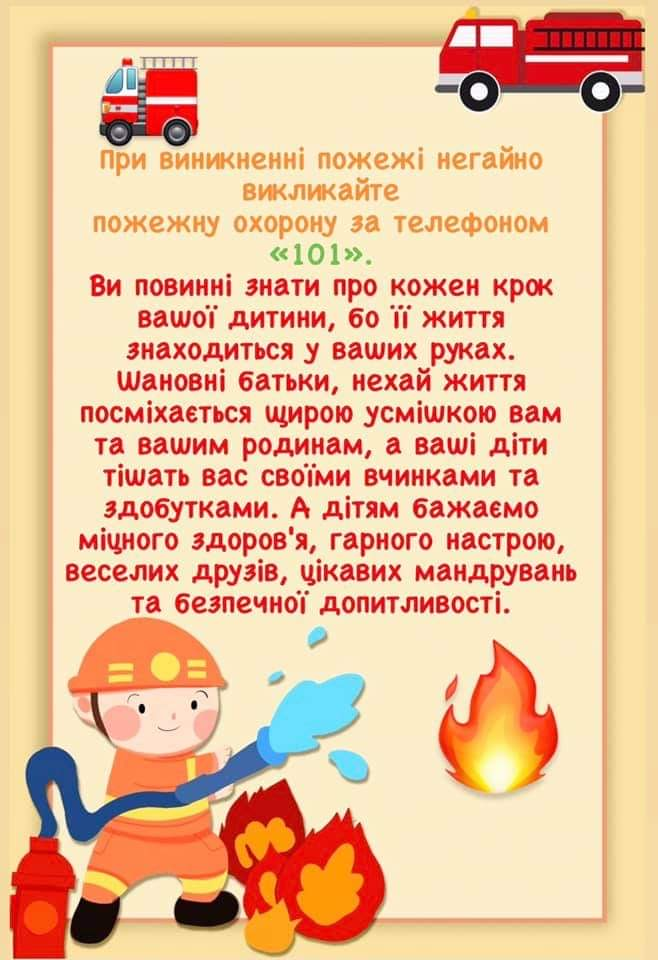 При виникненні пожежі негайно
викликайте
пожежну охорону за телефоном
«101».
Ви повинні знати про кожен крок
вашої дитини, бо її життя
знаходиться у ваших руках.
Шановні батьки, нехай життя
посміхається щирою усмішкою вам
та вашим родинам, а ваші діти
тішать вас своїми вчинками та
здобутками. А дітям бажаємо
міцного здоров'я, гарного настрою,
веселих друзів, цікавих мандрувань
та безпечної допитливості.